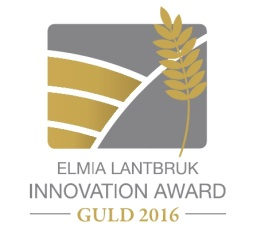 ELMIA LANTBRUK
INNOVATION AWARD
GULD 2016